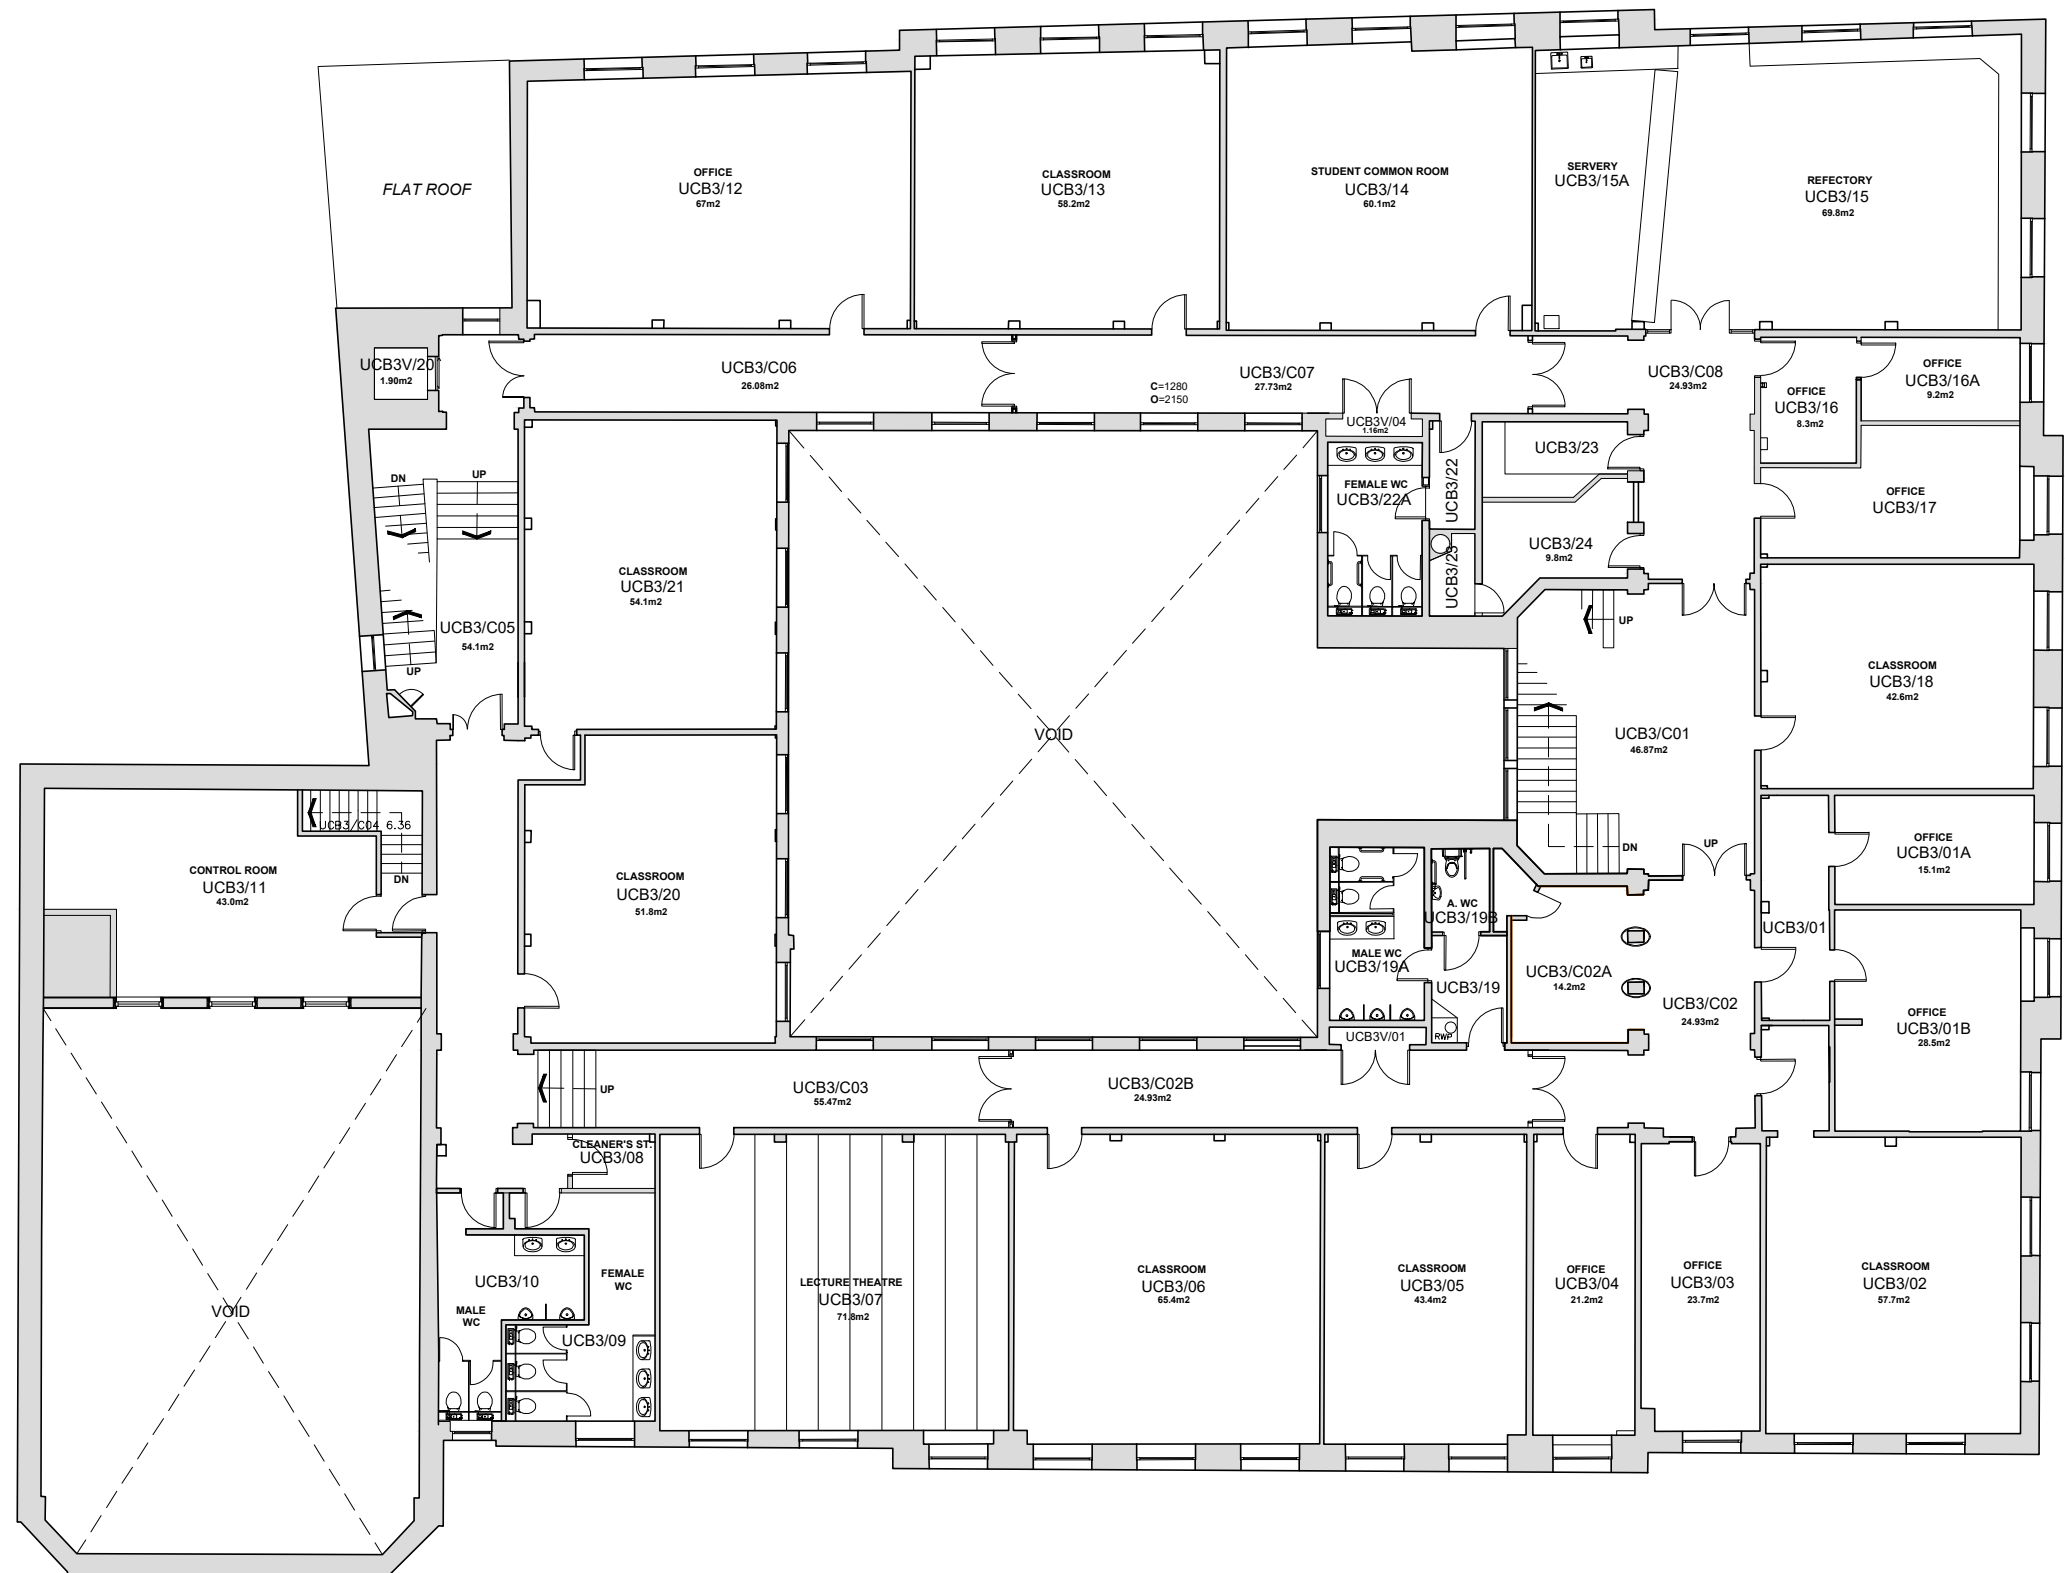 FLAT ROOF
OFFICE
UCB3/12
67m2
CLASSROOM
UCB3/13
58.2m2
STUDENT COMMON ROOM
UCB3/14
60.1m2
SERVERY
UCB3/15A
REFECTORY
UCB3/15
69.8m2
UCB3V/20
1.90m2
UCB3/C06
26.08m2
C=1280
O=2150
UCB3/C07
27.73m2
UCB3/C08
24.93m2
OFFICE
UCB3/16
8.3m2
OFFICE
UCB3/16A
9.2m2
UCB3V/04
1.16m2
FEMALE WC
UCB3/22A
UCB3/22
UCB3/23
UCB3/23
UCB3/24
9.8m2
OFFICE
UCB3/17
DN
UP
UCB3/C05
54.1m2
UP
CLASSROOM
UCB3/21
54.1m2
VOID
UP
UCB3/C01
46.87m2
CLASSROOM
UCB3/18
42.6m2
DN
UP
UCB3/C04 6.36
DN
CONTROL ROOM
UCB3/11
43.0m2
CLASSROOM
UCB3/20
51.8m2
A. WC
UCB3/19B
MALE WC
UCB3/19A
UCB3/19
RWP
UCB3V/01
UCB3/C02A
14.2m2
UCB3/C02
24.93m2
UCB3/01
OFFICE
UCB3/01A
15.1m2
OFFICE
UCB3/01B
28.5m2
UP
UCB3/C03
55.47m2
UCB3/C02B
24.93m2
CLEANER'S ST.
UCB3/08
VOID
UCB3/10
MALE
WC
FEMALE
WC
UCB3/09
LECTURE THEATRE
UCB3/07
71.8m2
CLASSROOM
UCB3/06
65.4m2
CLASSROOM
UCB3/05
43.4m2
OFFICE
UCB3/04
21.2m2
OFFICE
UCB3/03
23.7m2
CLASSROOM
UCB3/02
57.7m2